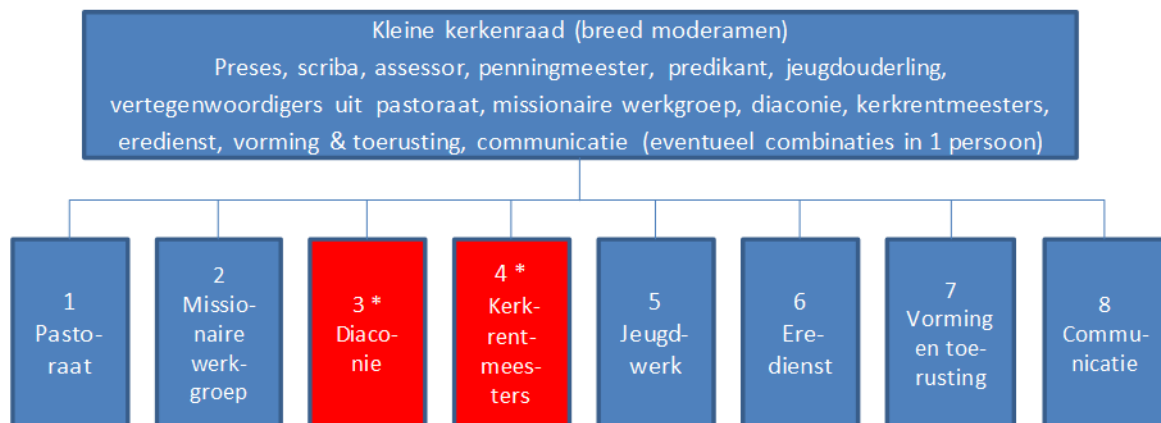 Kleine kerkenraad (breed moderamen)
Preses, scriba, assessor, penningmeester, predikant, jeugdouderling,
vertegenwoordigers uit pastoraat, missionaire werkgroep, diaconie, kerkrentmeesters,
eredienst, vorming & toerusting, communicatie (eventueel combinaties in 1 persoon)
1
Pasto-
raat
2
Missio-
naire
werk-
groep
3 *
Diaco-
nie
4 *
Kerk-
rent-
mees-
ters
5
Jeugd-
werk
6
Ere-
dienst
7
Vorming
en toe-
rusting
8
Commu-
nicatie